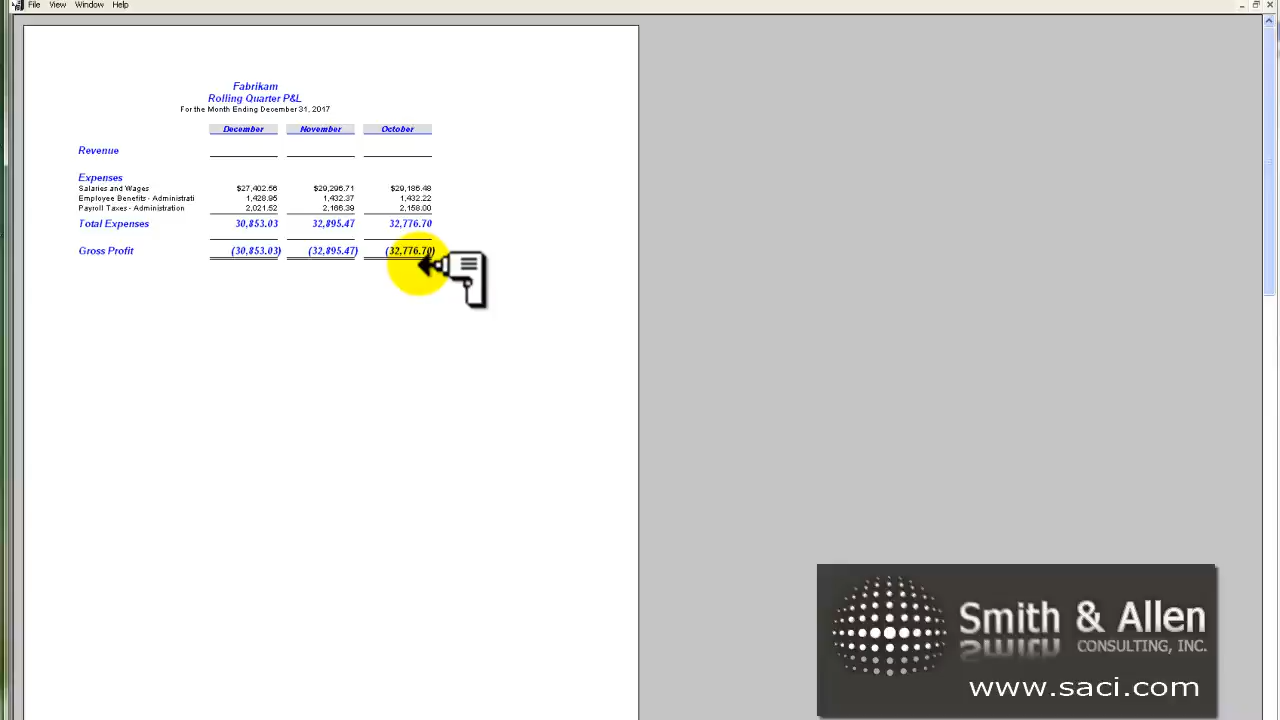 File View Window Help
Fabrikam
Rolling Quarter P&L
For the Month Ending December 31, 2017
December November October
Revenue
Expenses
Salaries and Wages $27,402.56 $29,296.71 $29,186.48
Employee Benefits - Administrati 1,428.95 1,432.37 1,432.22
Payroll Taxes - Administration 2,021.52 2,166.39 2,158.00
Total Expenses 30,853.03 32,895.47 32,776.70
Gross Profit (30,853.03) (32,895.47) (32,776.70)
Smith & Allen
CONSULTING, INC.
www.saci.com